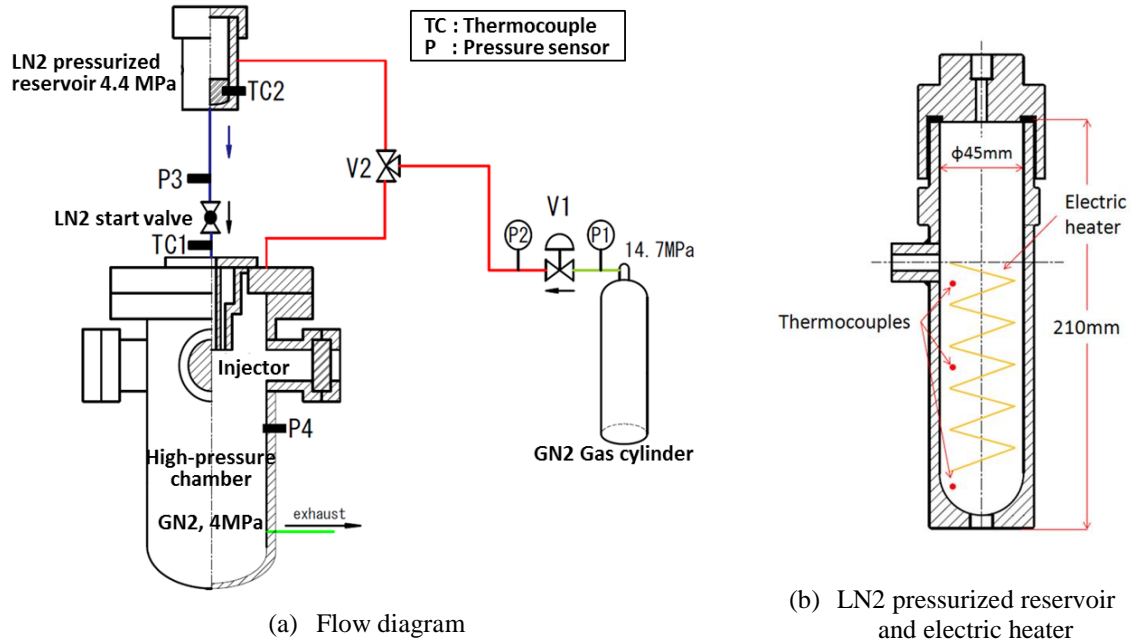 TC : Thermocouple
P : Pressure sensor
LN2 pressurized
reservoir 4.4 MPa
TC2
V2
P3
LN2 start valve
TC1
P2
V1
P1
14.7MPa
Injector
P4
High-pressure
chamber
GN2, 4MPa
exhaust
GN2 Gas cylinder
(a) Flow diagram
ϕ45mm
Electric
heater
Thermocouples
210mm
(b) LN2 pressurized reservoir
and electric heater